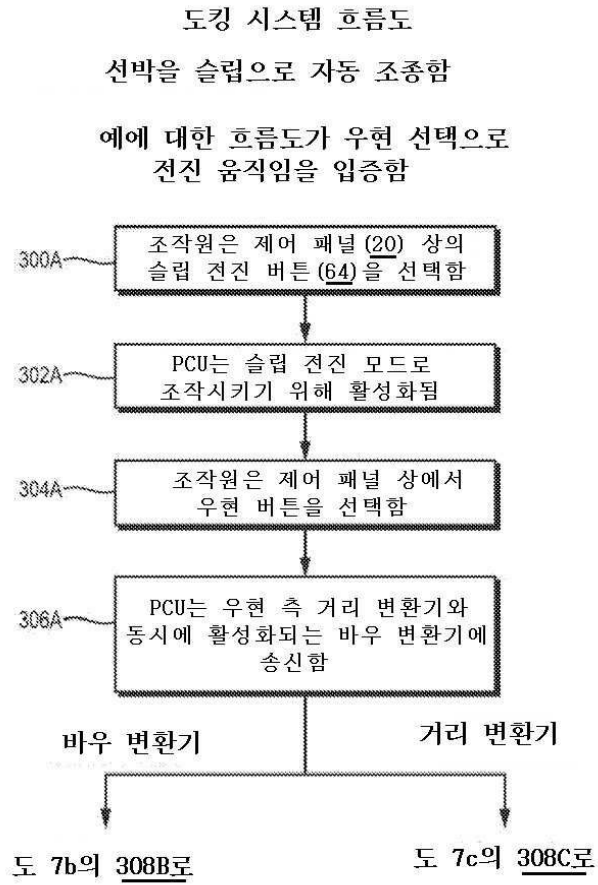 도킹 시스템 흐름도
선박을 슬립으로 자동 조종함
예에 대한 흐름도가 우현 선택으로
전진 움직임을 입증함
300A
조작원은 제어 패널(20) 상의
슬립 전진 버튼(64)을 선택함
302A
PCU는 슬립 전진 모드로
조작시키기 위해 활성화됨
304A
조작원은 제어 패널 상에서
우현 버튼을 선택함
306A
PCU는 우현 측 거리 변환기와
동시에 활성화되는 바우 변환기에
송신함
바우 변환기
거리 변환기
도 7b의 308B로
도 7c의 308C로